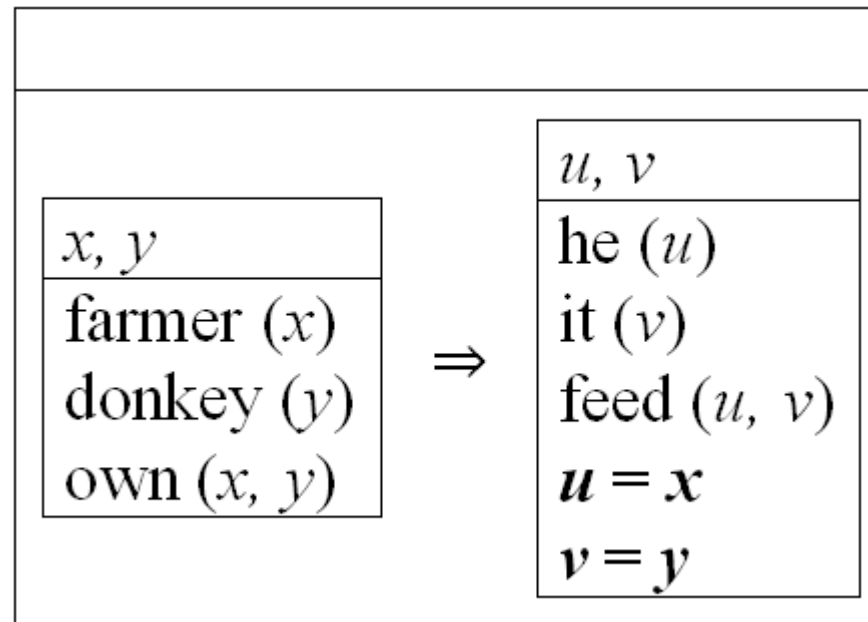 x, y
farmer (x)
donkey (y)
own (x, y)
⇒
u, v
he (u)
it (v)
feed (u, v)
u = x
v = y